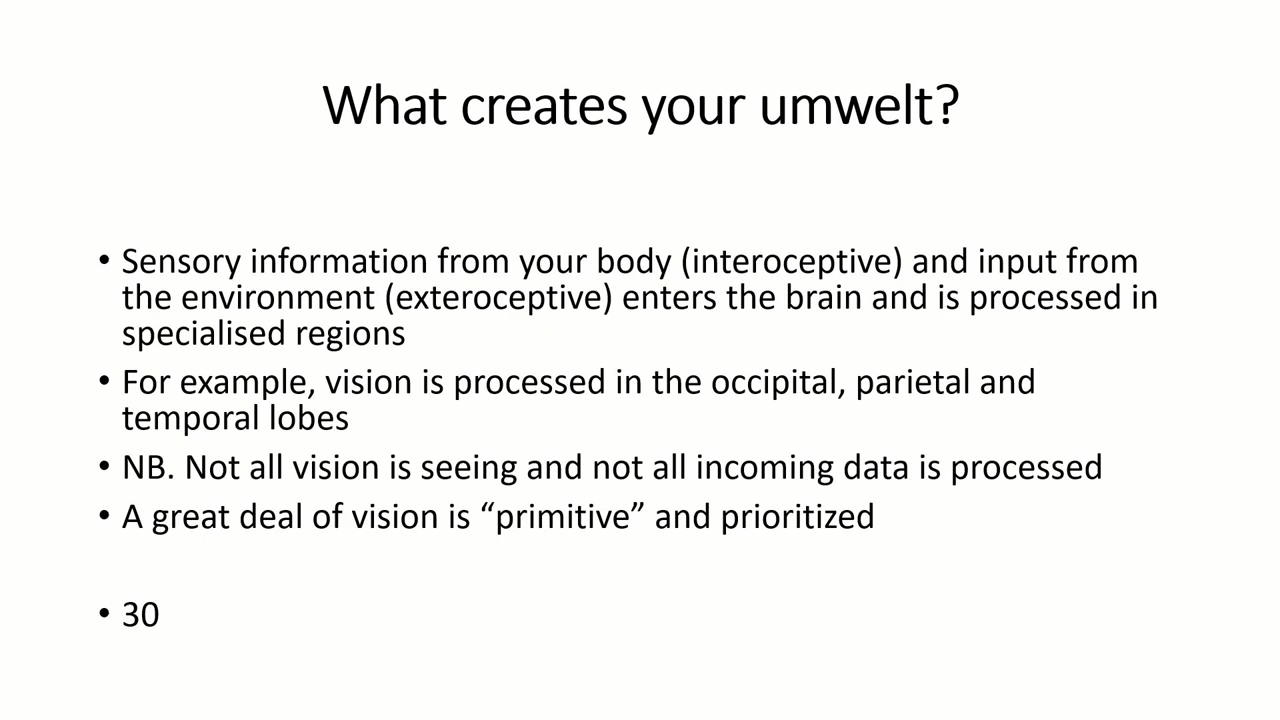 What creates your umwelt?
• Sensory information from your body (interoceptive) and input from
the environment (exteroceptive) enters the brain and is processed in
specialised regions
• For example, vision is processed in the occipital, parietal and
temporal lobes
• NB. Not all vision is seeing and not all incoming data is processed
• A great deal of vision is “primitive” and prioritized
• 30